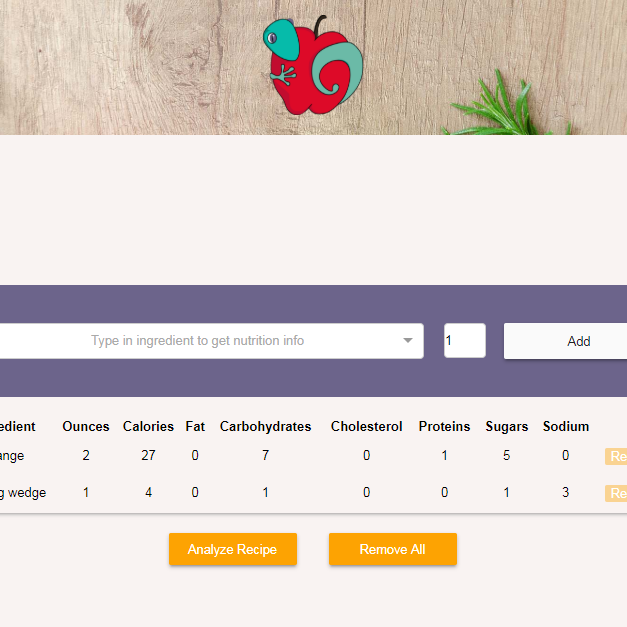 Type in ingredient to get nutrition info 1 Add
edient Ounces Calories Fat Carbohydrates Cholesterol Proteins Sugars Sodium
ange 2 27 0 7 0 1 5 0 Re
g wedge 1 4 0 1 0 0 1 3 Re
Analyze Recipe Remove All